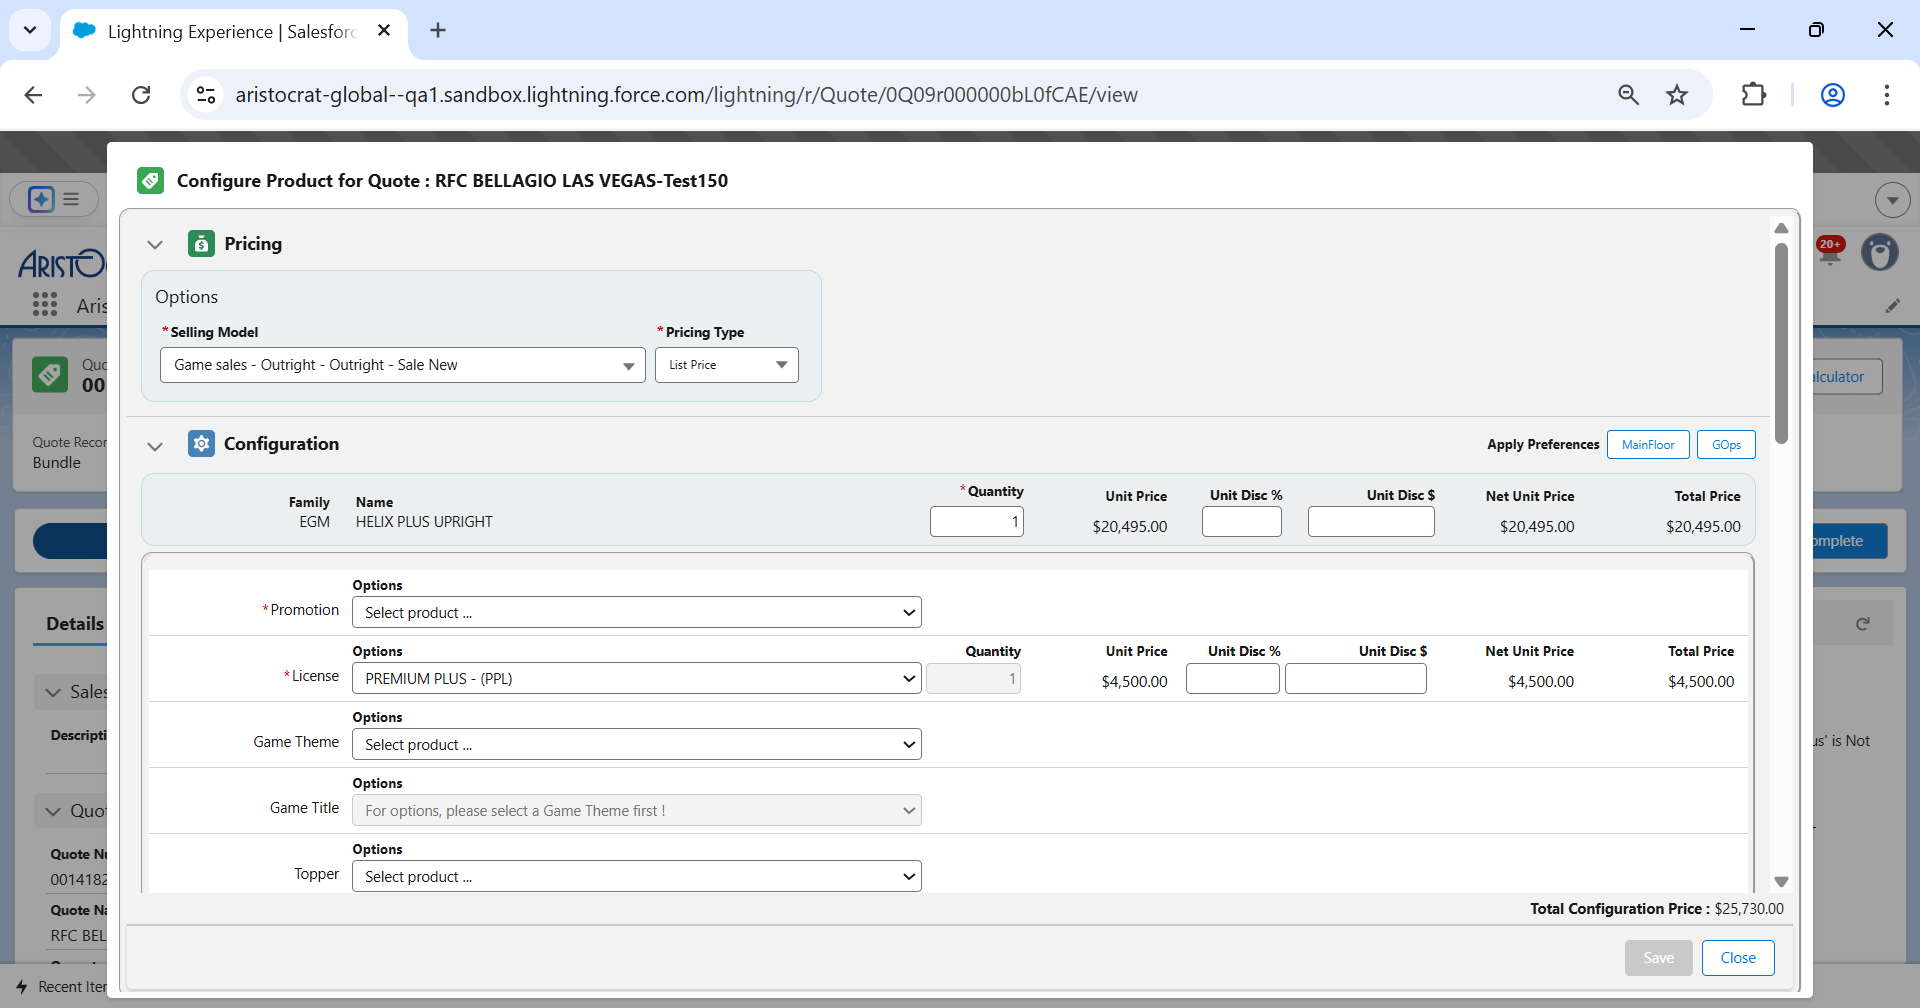 Lightning Experience | Salesforc
aristocrat-global--qa1.sandbox.lightning.force.com/lightning/r/Quote/0Q09r000000bL0fCAE/view
Configure Product for Quote : RFC BELLAGIO LAS VEGAS-Test150
Pricing
Options
*Selling Model
*Pricing Type
Game sales - Outright - Outright - Sale New
List Price
Configuration
Apply Preferences
MainFloor
GOps
Family
Name
*Quantity
Unit Price
Unit Disc %
Unit Disc $
Net Unit Price
Total Price
EGM
HELIX PLUS UPRIGHT
1
$20,495.00
$20,495.00
$20,495.00
Options
*Promotion
Select product ...
Options
Quantity
Unit Price
Unit Disc %
Unit Disc $
Net Unit Price
Total Price
*License
PREMIUM PLUS - (PPL)
1
$4,500.00
$4,500.00
$4,500.00
Options
Game Theme
Select product ...
Options
Game Title
For options, please select a Game Theme first !
Options
Topper
Select product ...
Total Configuration Price : $25,730.00
Save
Close
ARISTOC
Aris
20+
Quo
00
alculator
Quote Recor
Bundle
omplete
Details
Sales
Descripti
us' is Not
Quot
Quote Nu
0014182
Quote Na
RFC BEL
Recent Iter